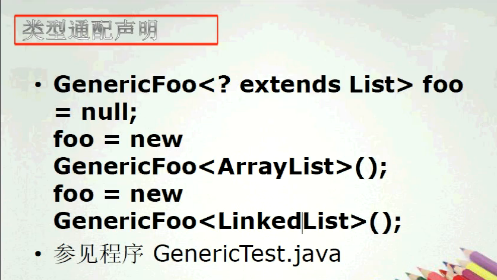 类型通配声明
• GenericFoo<? extends List> foo
= null;
foo = new
GenericFoo<ArrayList>();
foo = new
GenericFoo<LinkedList>();
• 参见程序 GenericTest.java